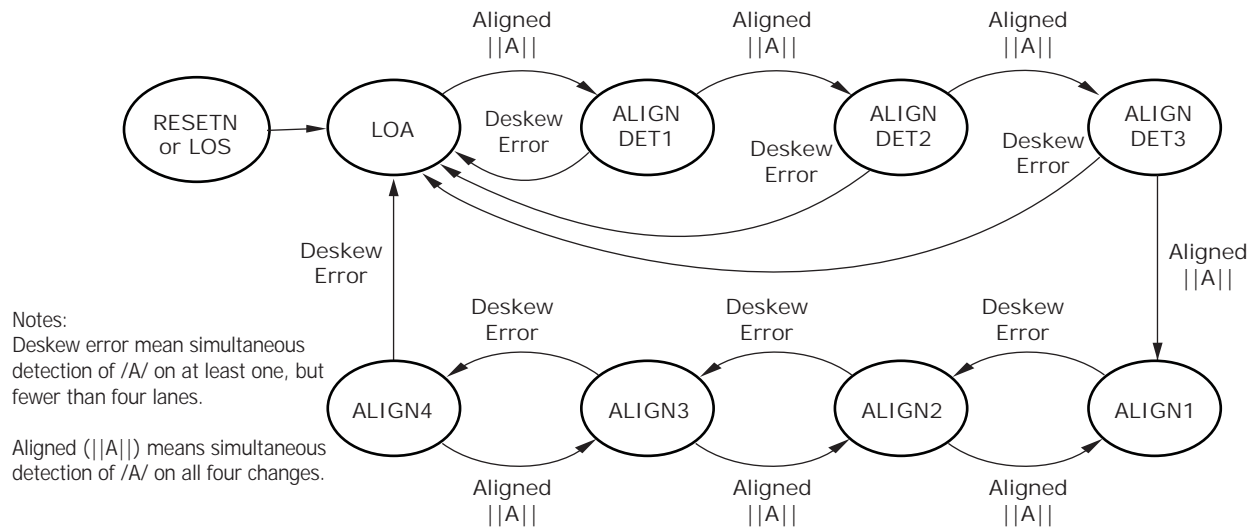 Aligned
||A||
Aligned
||A||
Aligned
||A||
RESETN
or LOS
LOA
Deskew
Error
ALIGN
DET1
Deskew
Error
ALIGN
DET2
Deskew
Error
ALIGN
DET3
Deskew
Error
Aligned
||A||
Notes:
Deskew error mean simultaneous
detection of /A/ on at least one, but
fewer than four lanes.
Aligned (||A||) means simultaneous
detection of /A/ on all four changes.
Deskew
Error
Deskew
Error
Deskew
Error
ALIGN4
ALIGN3
ALIGN2
ALIGN1
Aligned
||A||
Aligned
||A||
Aligned
||A||